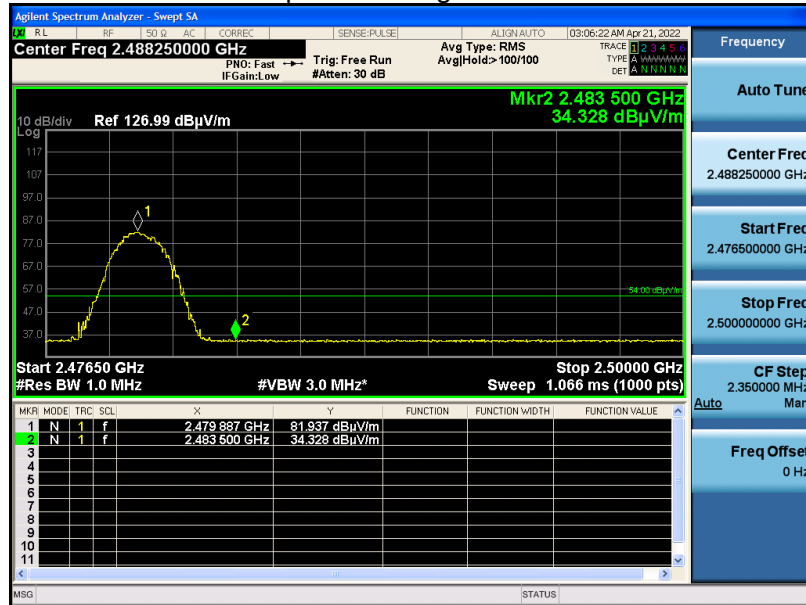 Agilent Spectrum Analyzer - Swept SA
LXI RL RF 50 Ω AC CORREC SENSE:PULSE ALIGN AUTO 03:06:22 AM Apr 21, 2022
Center Freq 2.488250000 GHz
PNO: Fast
IFGain:Low
Trig: Free Run
#Atten: 30 dB
Avg Type: RMS
Avg|Hold:>100/100
TRACE 1 2 3 4 5 6
TYPE A WWWWW
DET A N N N N N
Mkr2 2.483 500 GHz
34.328 dBµV/m
10 dB/div Ref 126.99 dBµV/m
Log
117
107
97.0
87.0
77.0
67.0
57.0
47.0
37.0
1
2
54.00 dBµV/m
Start 2.47650 GHz Stop 2.50000 GHz
#Res BW 1.0 MHz #VBW 3.0 MHz* Sweep 1.066 ms (1000 pts)
MKR MODE TRC SCL X Y FUNCTION FUNCTION WIDTH FUNCTION VALUE
1 N 1 f 2.479 887 GHz 81.937 dBµV/m
2 N 1 f 2.483 500 GHz 34.328 dBµV/m
3
4
5
6
7
8
9
10
11
MSG STATUS
Frequency
Auto Tune
Center Freq
2.488250000 GHz
Start Freq
2.476500000 GHz
Stop Freq
2.500000000 GHz
CF Step
2.350000 MHz
Auto Man
Freq Offset
0 Hz